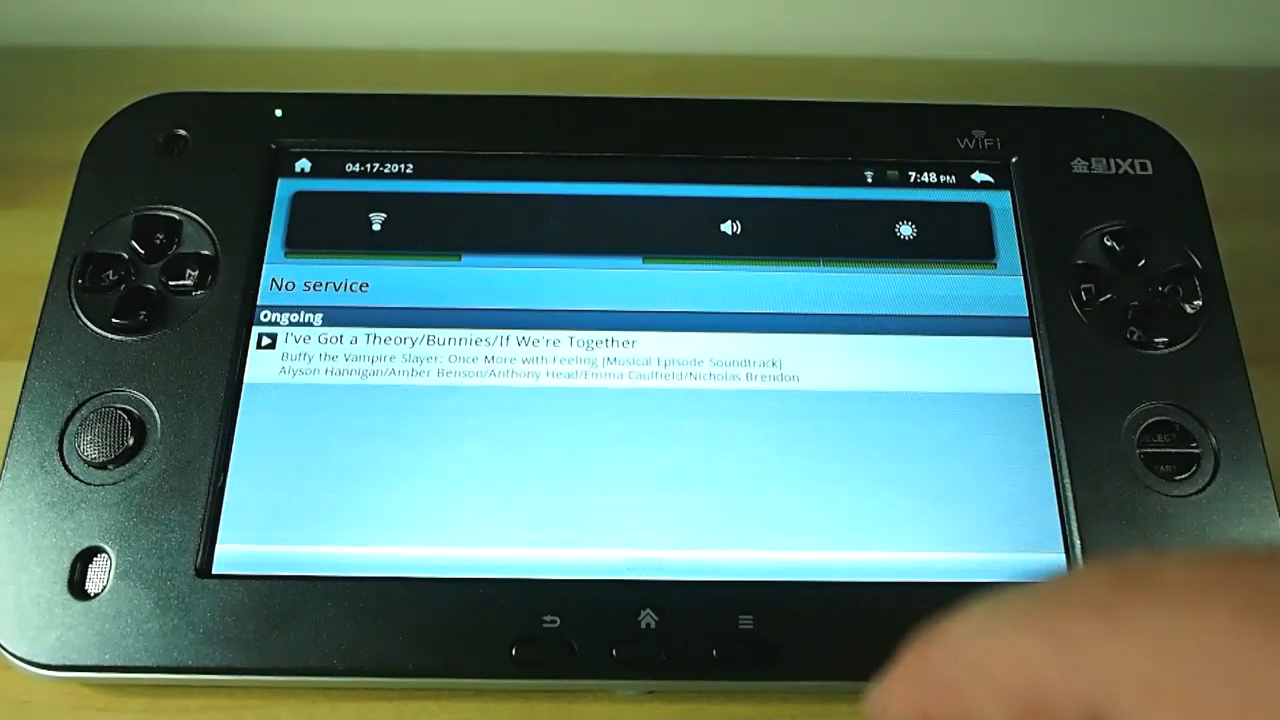 WiFi
金星JXD
04-17-2012
7:48 PM
No service
Ongoing
I've Got a Theory/Bunnies/If We're Together
Buffy the Vampire Slayer: Once More with Feeling [Musical Episode Soundtrack]
Alyson Hannigan/Amber Benson/Anthony Head/Emma Caulfield/Nicholas Brendon